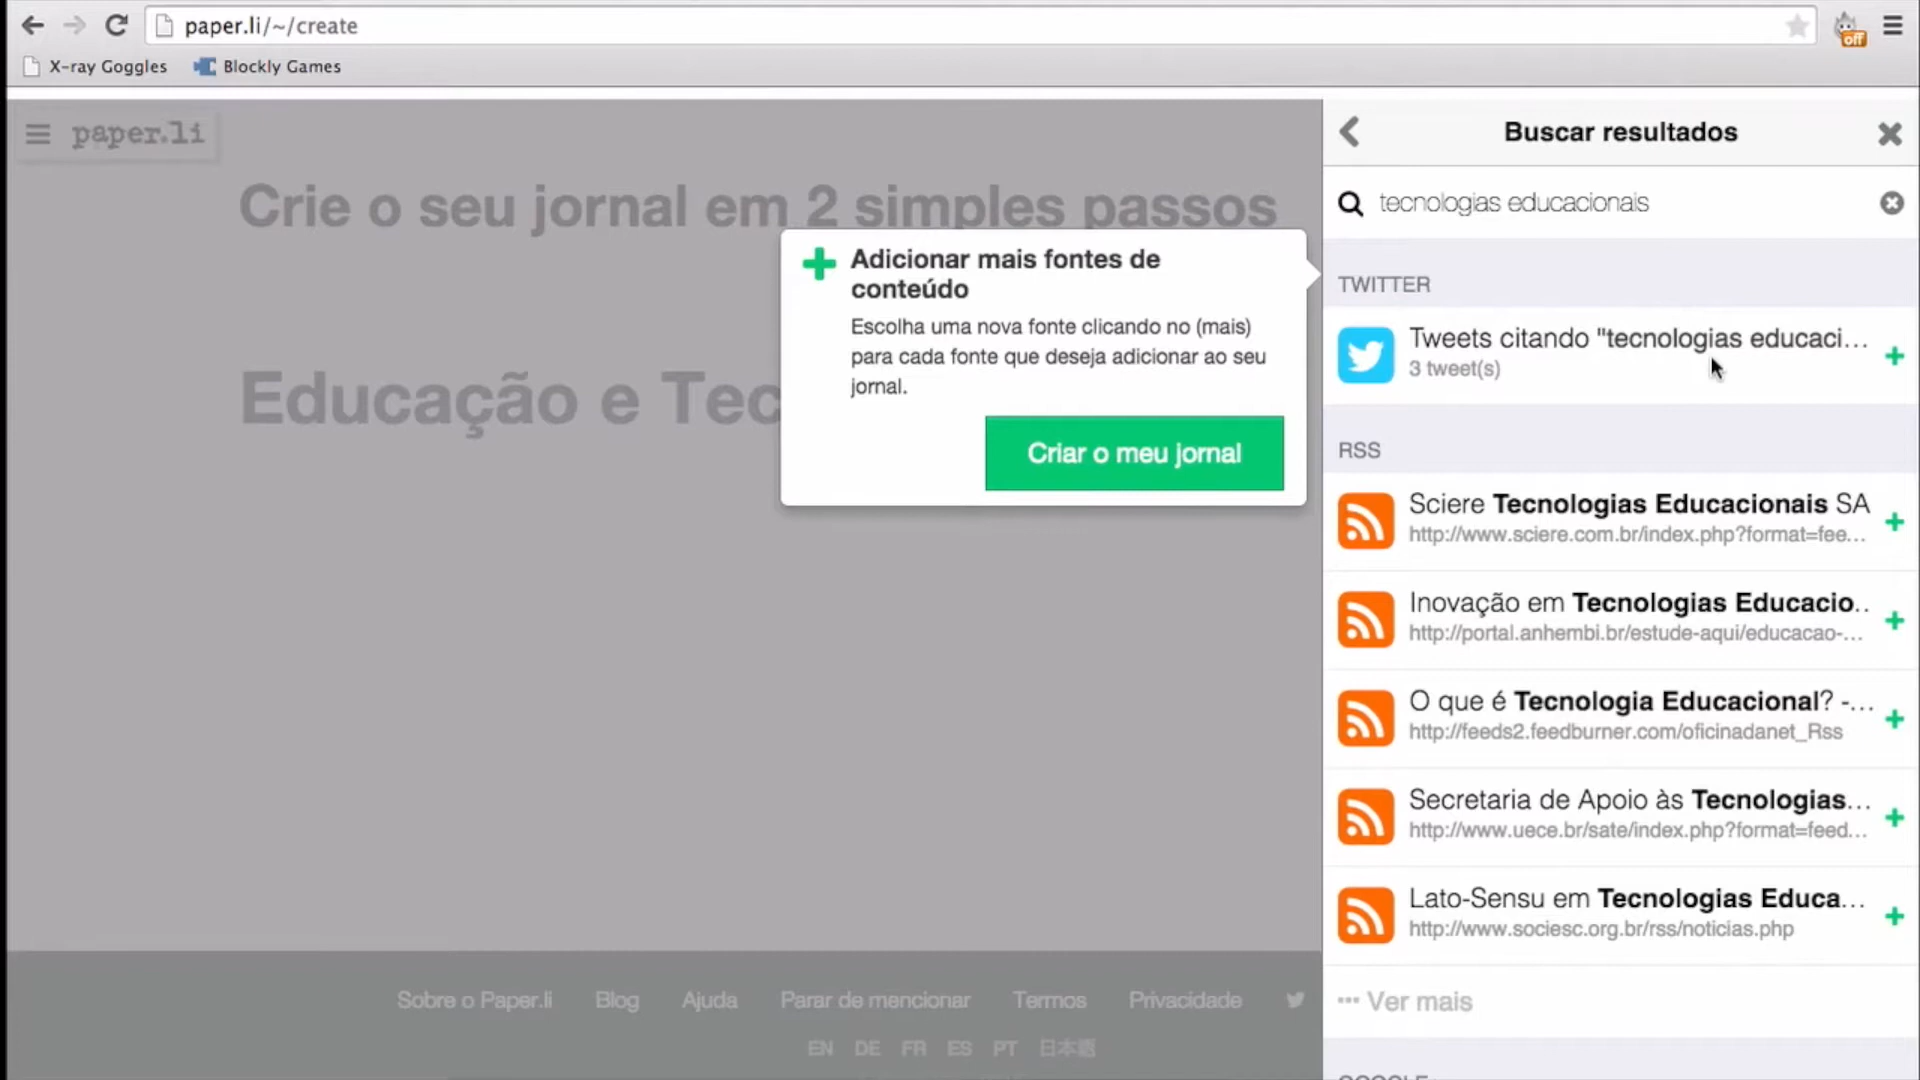 paper.li/~/create
off
X-ray Goggles
Blockly Games
paper.li
Crie o seu jornal em 2 simples passos
Educação e Tec
Adicionar mais fontes de
conteúdo
Escolha uma nova fonte clicando no (mais)
para cada fonte que deseja adicionar ao seu
jornal.
Criar o meu jornal
Buscar resultados
tecnologias educacionais
TWITTER
Tweets citando "tecnologias educaci...
3 tweet(s)
RSS
Sciere Tecnologias Educacionais SA
http://www.sciere.com.br/index.php?format=fee...
Inovação em Tecnologias Educacio..
http://portal.anhembi.br/estude-aqui/educacao-...
O que é Tecnologia Educacional? -...
http://feeds2.feedburner.com/oficinadanet_Rss
Secretaria de Apoio às Tecnologias...
http://www.uece.br/sate/index.php?format=feed...
Lato-Sensu em Tecnologias Educa...
http://www.sociesc.org.br/rss/noticias.php
··· Ver mais
Sobre o Paper.li Blog Ajuda Parar de mencionar Termos Privacidade
EN DE FR ES PT 日本語